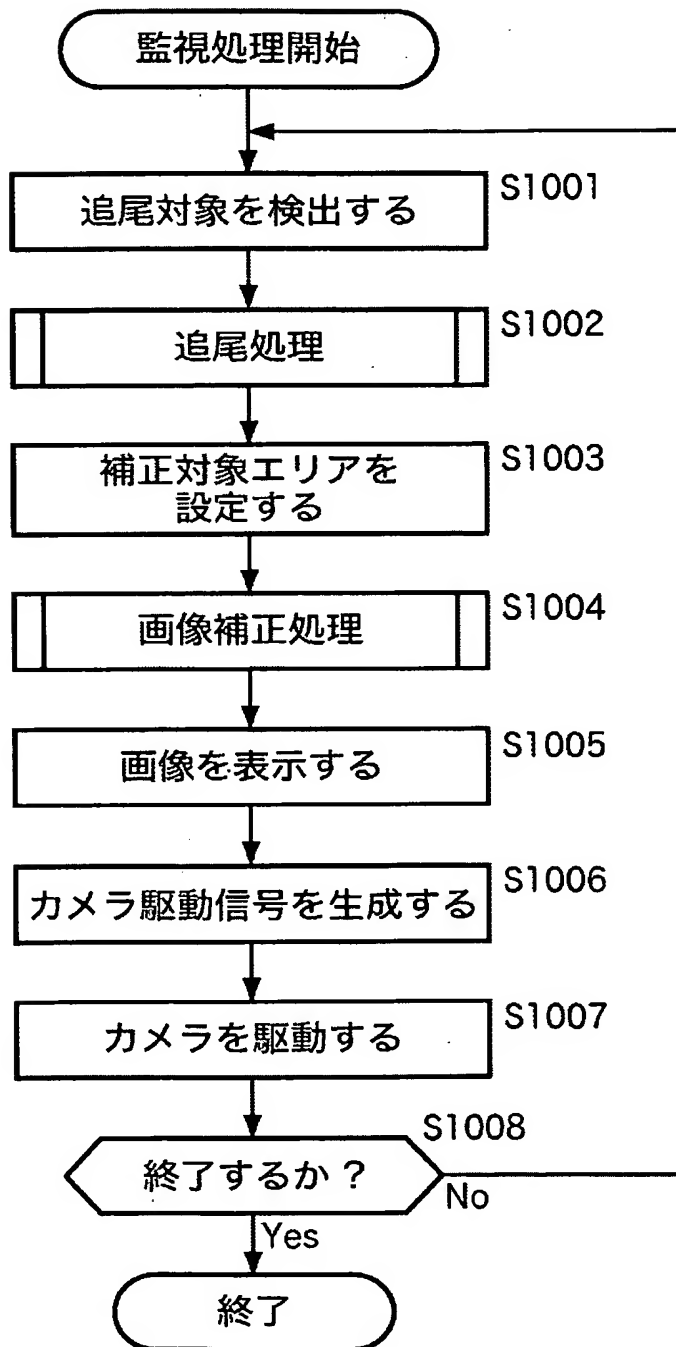 監視処理開始
追尾対象を検出する
S1001
追尾処理
S1002
補正対象エリアを
設定する
S1003
画像補正処理
S1004
画像を表示する
S1005
カメラ駆動信号を生成する
S1006
カメラを駆動する
S1007
S1008
終了するか？
No
Yes
終了